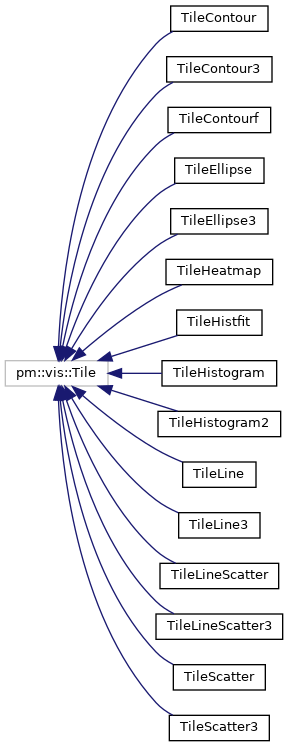 TileContour
TileContour3
TileContourf
TileEllipse
TileEllipse3
TileHeatmap
TileHistfit
pm::vis::Tile
TileHistogram
TileHistogram2
TileLine
TileLine3
TileLineScatter
TileLineScatter3
TileScatter
TileScatter3